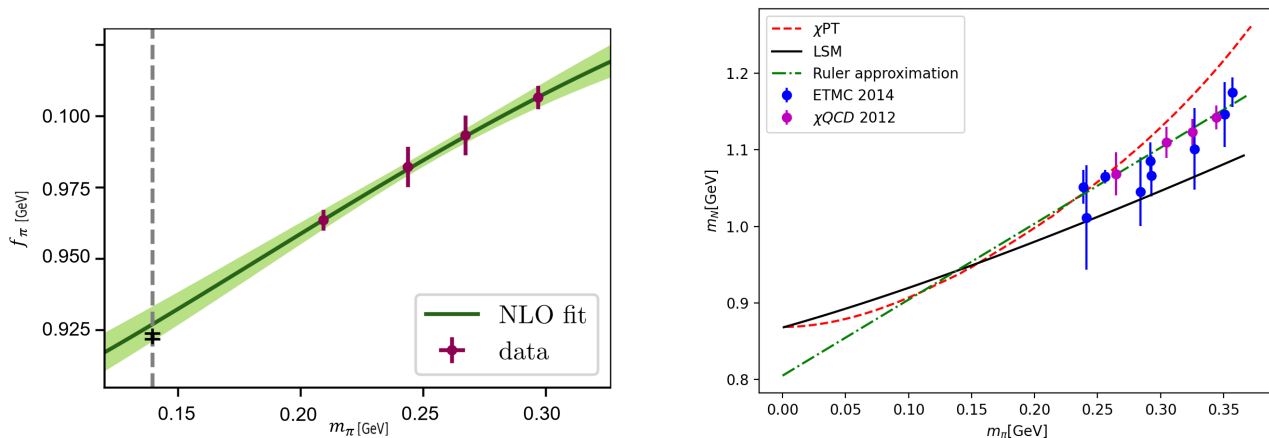 0.100
0.975
0.950
0.925
f_π [GeV]
0.15
0.20
0.25
0.30
m_π [GeV]
NLO fit
data
1.2
1.1
1.0
0.9
0.8
m_N[GeV]
0.00
0.05
0.10
0.15
0.20
0.25
0.30
0.35
m_π[GeV]
χPT
LSM
Ruler approximation
ETMC 2014
χQCD 2012